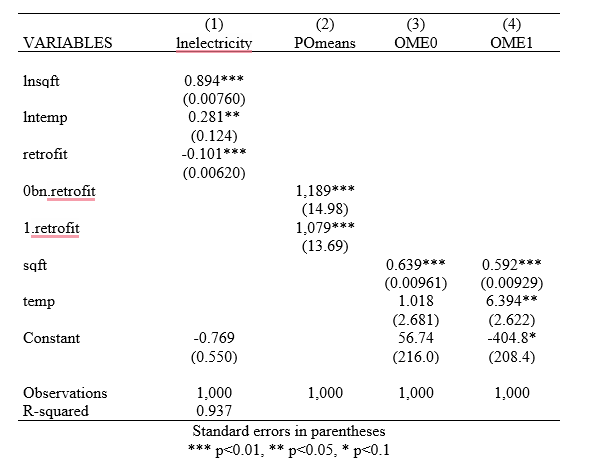 (1) (2) (3) (4)
VARIABLES lnelectricity POmeans OME0 OME1
lnsqft 0.894***
(0.00760)
lntemp 0.281**
(0.124)
retrofit -0.101***
(0.00620)
0bn.retrofit 1,189***
(14.98)
1.retrofit 1,079***
(13.69)
sqft 0.639*** 0.592***
(0.00961) (0.00929)
temp 1.018 6.394**
(2.681) (2.622)
Constant -0.769 56.74 -404.8*
(0.550) (216.0) (208.4)
Observations 1,000 1,000 1,000 1,000
R-squared 0.937
Standard errors in parentheses
*** p<0.01, ** p<0.05, * p<0.1